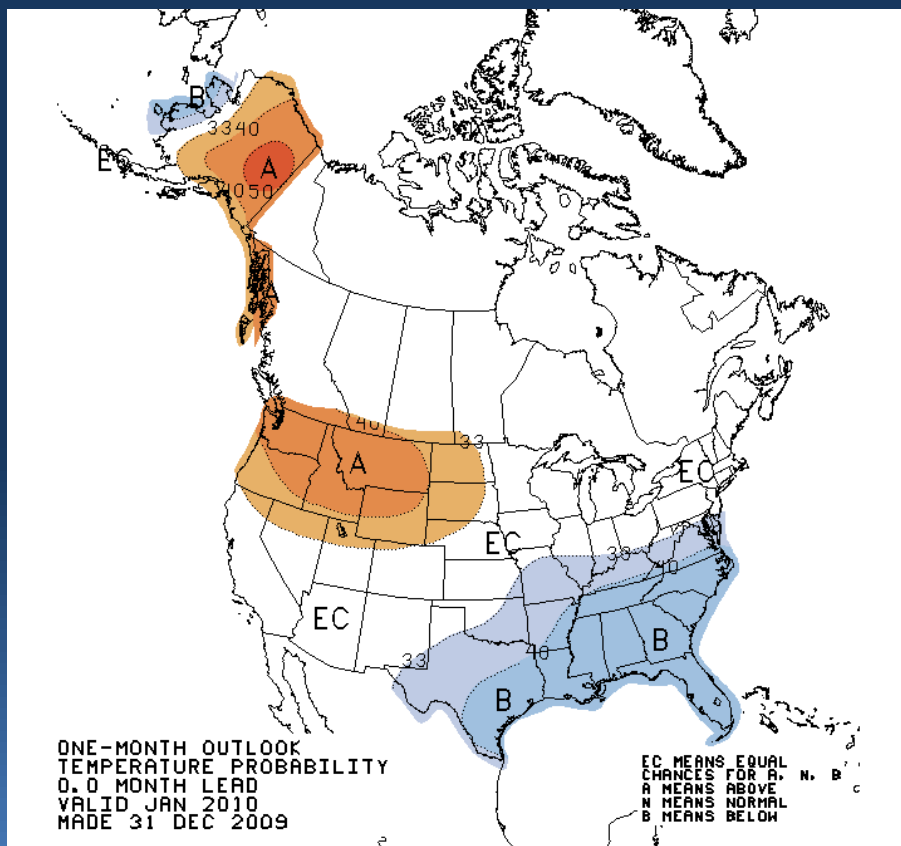 B
3340
EC
A
4050
A
40
33
A
EC
EC
33
EC
40
B
33
40
B
ONE-MONTH OUTLOOK
TEMPERATURE PROBABILITY
0.0 MONTH LEAD
VALID JAN 2010
MADE 31 DEC 2009
EC MEANS EQUAL
CHANCES FOR A, N, B
A MEANS ABOVE
N MEANS NORMAL
B MEANS BELOW